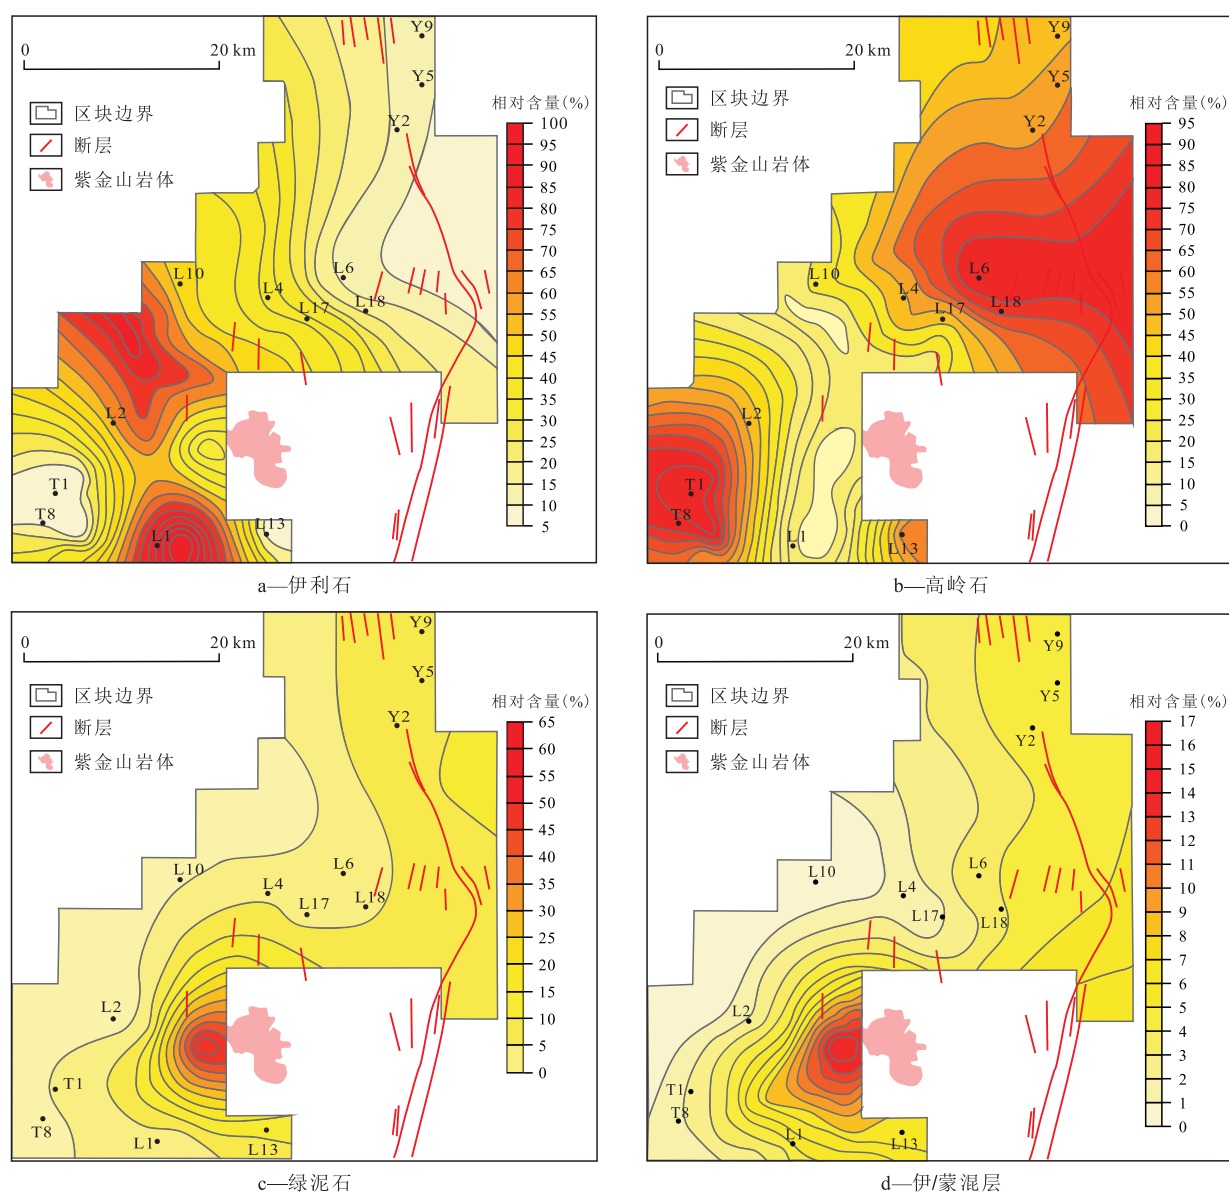 0
20 km
区块边界
断层
紫金山岩体
相对含量(%)
100
95
90
85
80
75
70
65
60
55
50
45
40
35
30
25
20
15
10
5
Y9
Y5
Y2
L10
L6
L4
L17
L18
L2
T1
T8
L1
L13
a—伊利石
0
20 km
区块边界
断层
紫金山岩体
相对含量(%)
95
90
85
80
75
70
65
60
55
50
45
40
35
30
25
20
15
10
5
0
Y9
Y5
Y2
L10
L6
L4
L17
L18
L2
T1
T8
L1
L13
b—高岭石
0
20 km
区块边界
断层
紫金山岩体
相对含量(%)
65
60
55
50
45
40
35
30
25
20
15
10
5
0
Y9
Y5
Y2
L10
L6
L4
L17
L18
L2
T1
T8
L1
L13
c—绿泥石
0
20 km
区块边界
断层
紫金山岩体
相对含量(%)
17
16
15
14
13
12
11
10
9
8
7
6
5
4
3
2
1
0
Y9
Y5
Y2
L10
L6
L4
L17
L18
L2
T1
T8
L1
L13
d—伊/蒙混层